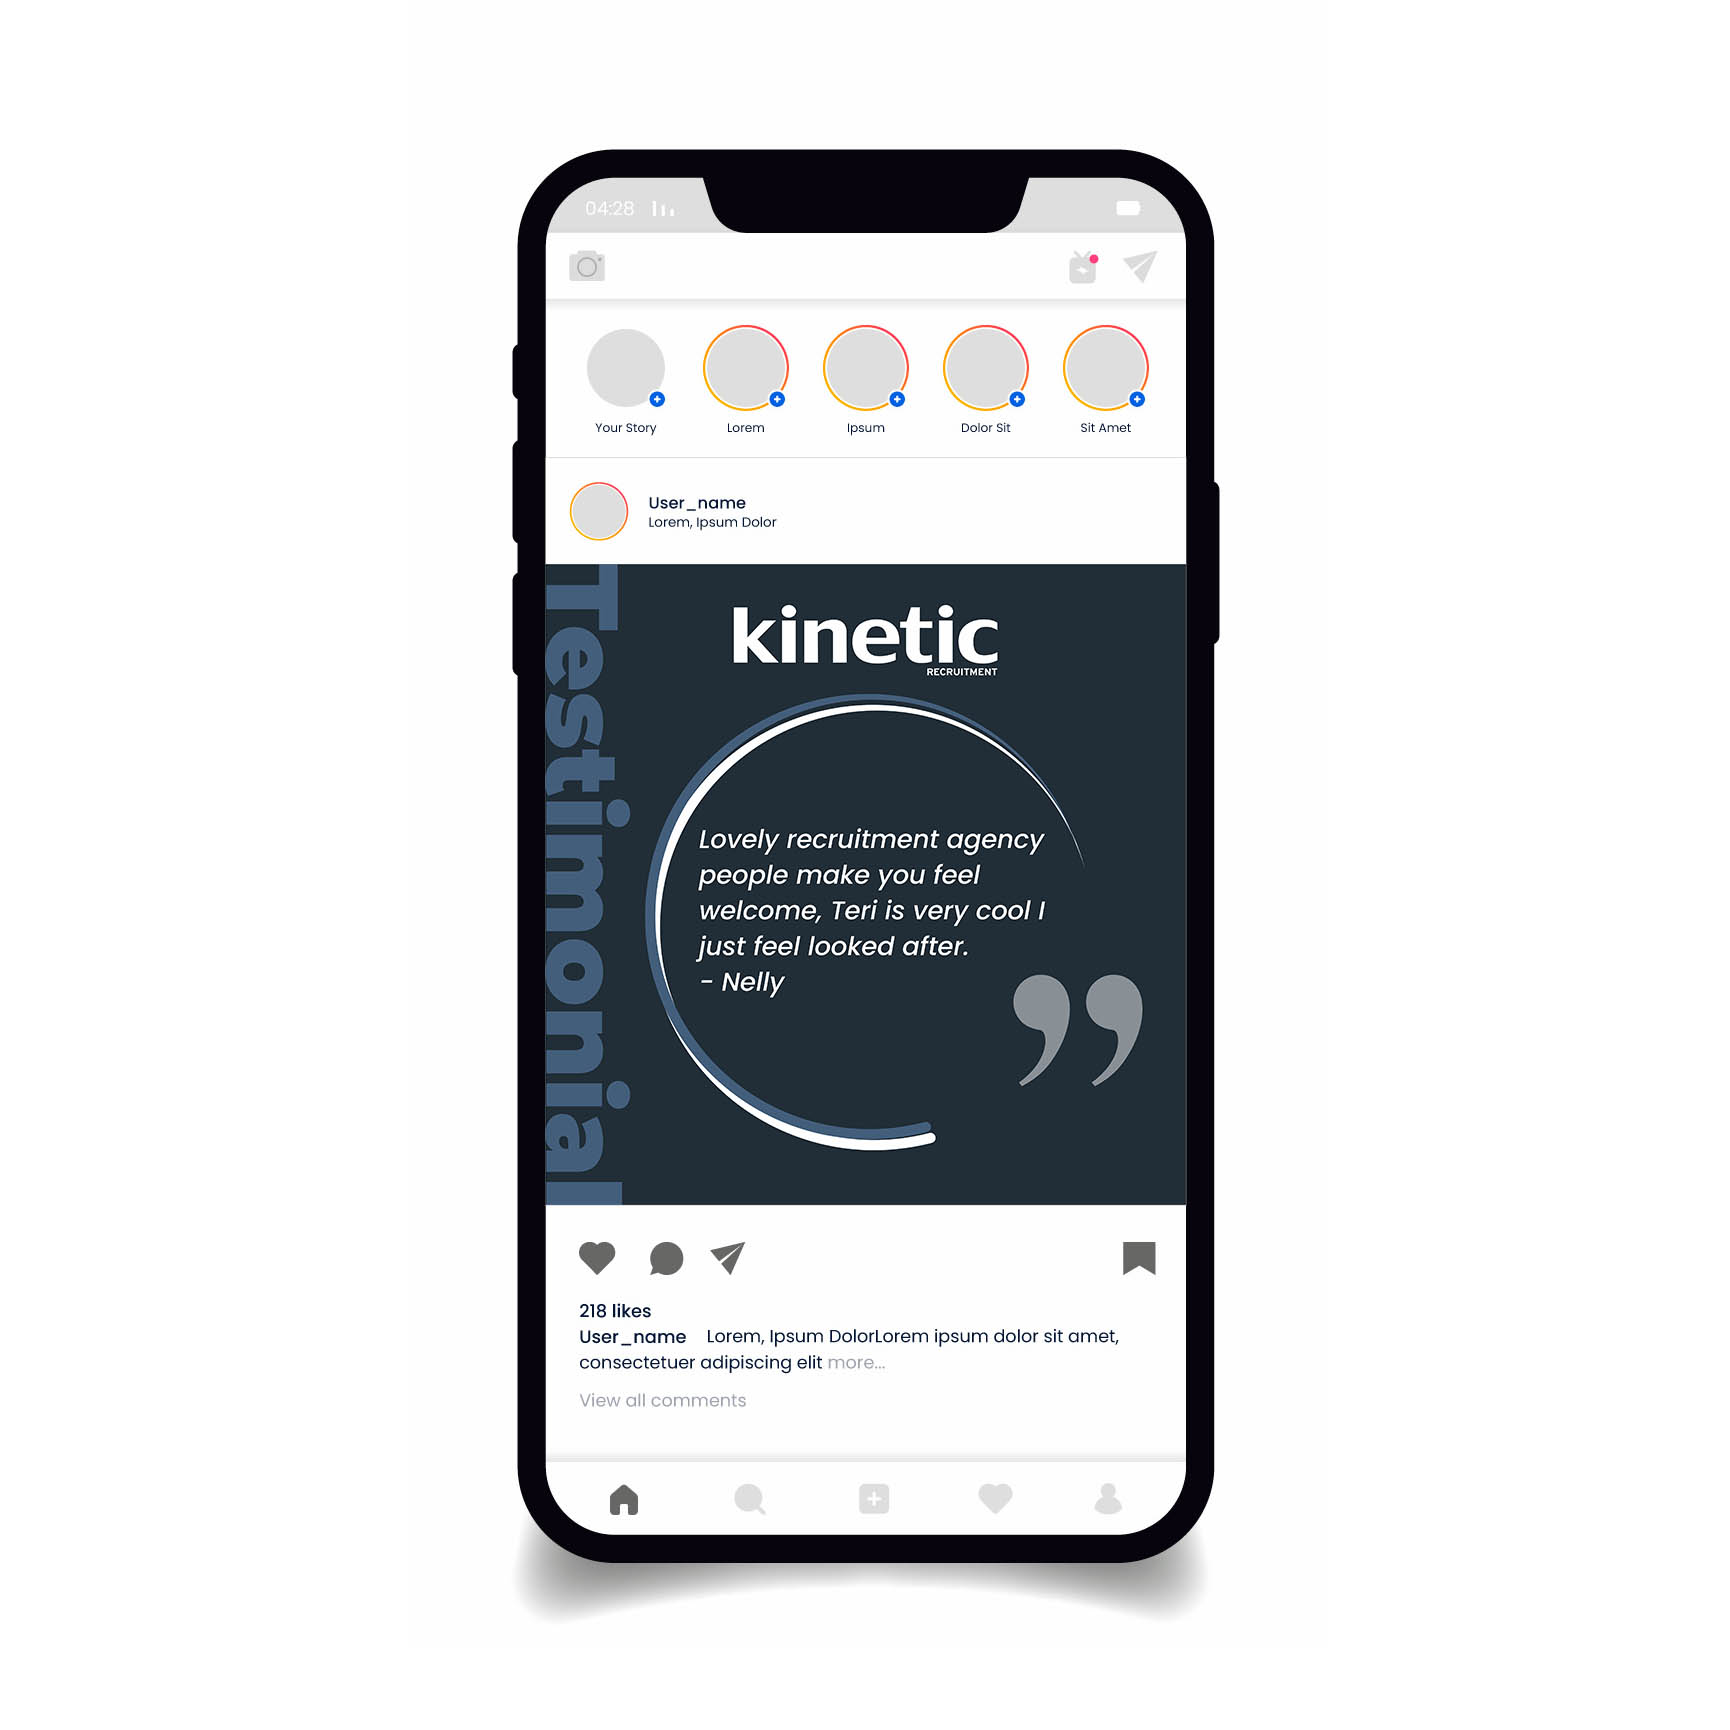 04:28
Your Story
Lorem
Ipsum
Dolor Sit
Sit Amet
User_name
Lorem, Ipsum Dolor
Testimonial
kinetic
RECRUITMENT
Lovely recruitment agency
people make you feel
welcome, Teri is very cool I
just feel looked after.
- Nelly
”
218 likes
User_name Lorem, Ipsum DolorLorem ipsum dolor sit amet,
consectetuer adipiscing elit more...
View all comments